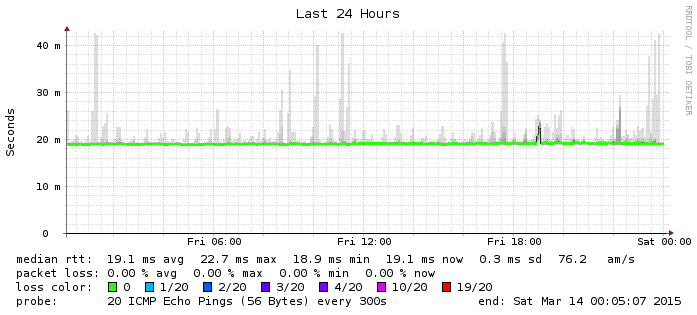 Last 24 Hours
RRDTOOL / TOBI OETIKER
Seconds
40 m
30 m
20 m
10 m
0
Fri 06:00 Fri 12:00 Fri 18:00 Sat 00:00
median rtt: 19.1 ms avg 22.7 ms max 18.9 ms min 19.1 ms now 0.3 ms sd 76.2 am/s
packet loss: 0.00 % avg 0.00 % max 0.00 % min 0.00 % now
loss color: 0 1/20 2/20 3/20 4/20 10/20 19/20
probe: 20 ICMP Echo Pings (56 Bytes) every 300s end: Sat Mar 14 00:05:07 2015